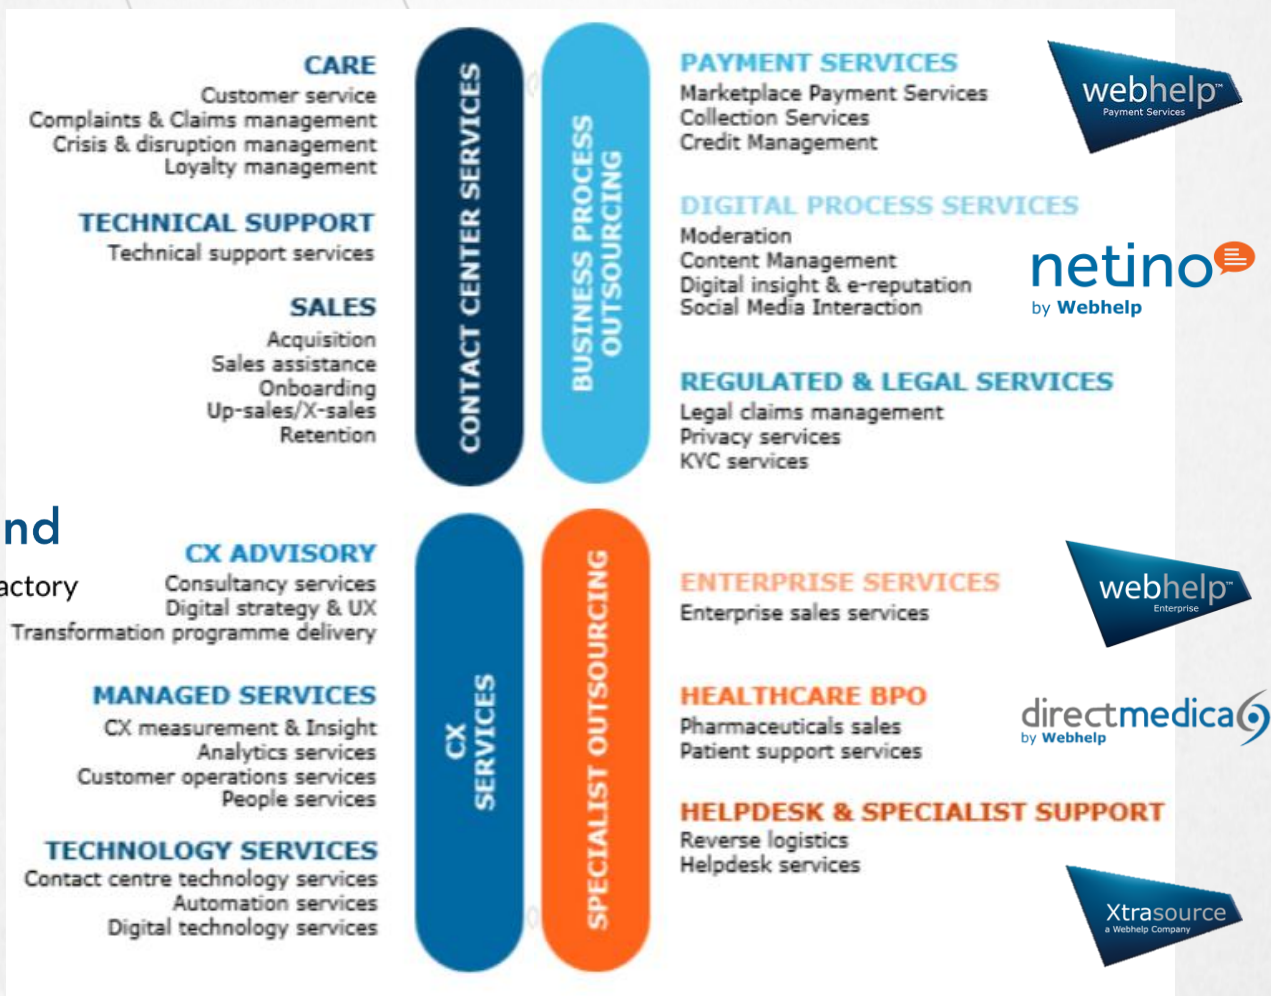 CARE
Customer service
Complaints & Claims management
Crisis & disruption management
Loyalty management
TECHNICAL SUPPORT
Technical support services
SALES
Acquisition
Sales assistance
Onboarding
Up-sales/X-sales
Retention
CONTACT CENTER SERVICES
BUSINESS PROCESS
OUTSOURCING
PAYMENT SERVICES
Marketplace Payment Services
Collection Services
Credit Management
webhelp™
Payment Services
DIGITAL PROCESS SERVICES
Moderation
Content Management
Digital insight & e-reputation
Social Media Interaction
netino
by Webhelp
REGULATED & LEGAL SERVICES
Legal claims management
Privacy services
KYC services
nd
actory
CX ADVISORY
Consultancy services
Digital strategy & UX
Transformation programme delivery
MANAGED SERVICES
CX measurement & Insight
Analytics services
Customer operations services
People services
TECHNOLOGY SERVICES
Contact centre technology services
Automation services
Digital technology services
CX
SERVICES
SPECIALIST OUTSOURCING
ENTERPRISE SERVICES
Enterprise sales services
webhelp™
Enterprise
HEALTHCARE BPO
Pharmaceuticals sales
Patient support services
directmedica
by Webhelp
HELPDESK & SPECIALIST SUPPORT
Reverse logistics
Helpdesk services
Xtrasource
a Webhelp Company